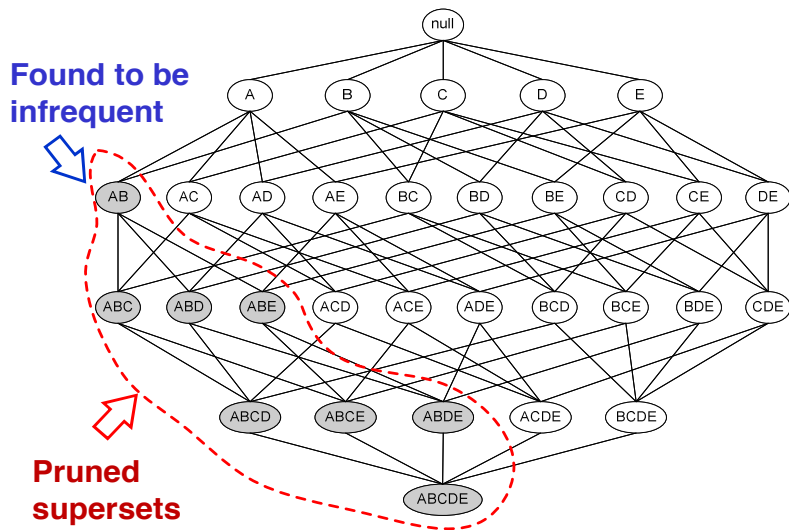 null
Found to be
infrequent
A B C D E
AB AC AD AE BC BD BE CD CE DE
ABC ABD ABE ACD ACE ADE BCD BCE BDE CDE
ABCD ABCE ABDE ACDE BCDE
Pruned
supersets
ABCDE